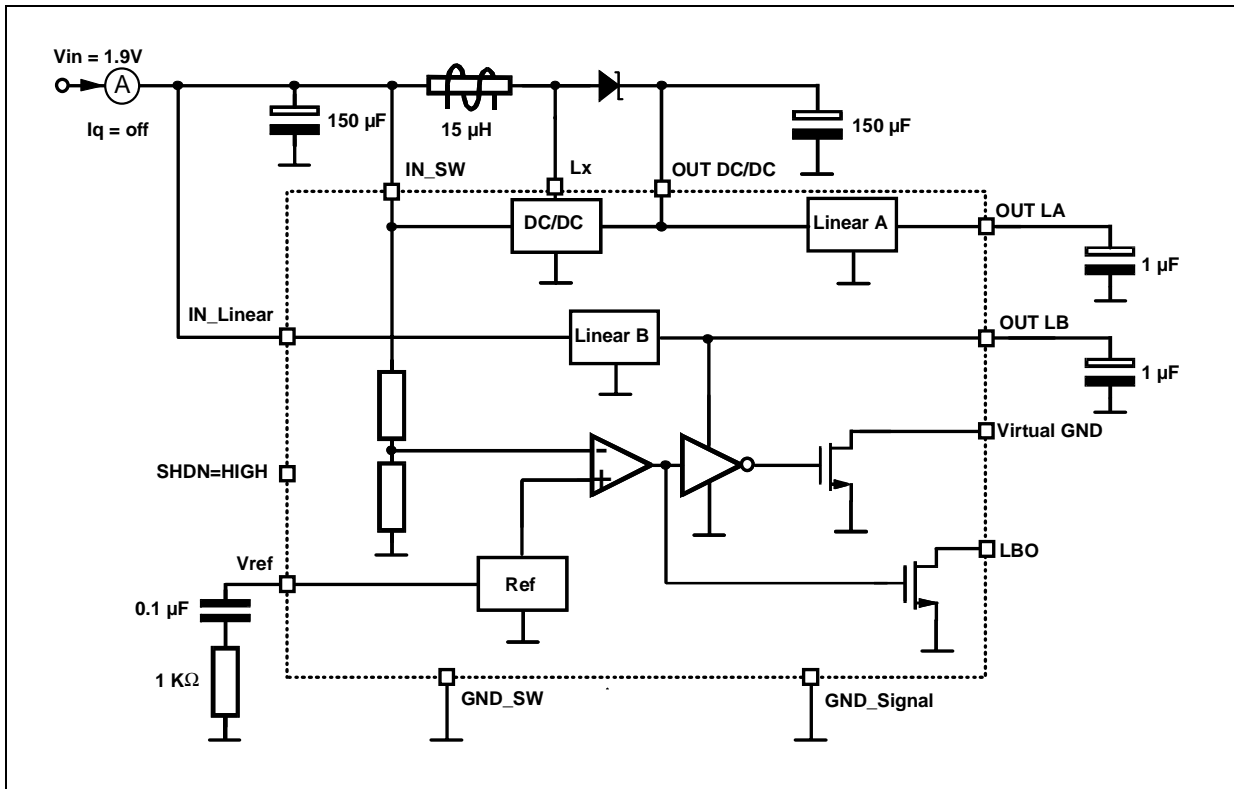 Vin = 1.9V
A
Iq = off
150 µF
15 µH
150 µF
IN_SW
Lx
OUT DC/DC
DC/DC
Linear A
OUT LA
1 µF
IN_Linear
Linear B
OUT LB
1 µF
Virtual GND
-
+
SHDN=HIGH
LBO
Vref
Ref
0.1 µF
1 KΩ
GND_SW
GND_Signal